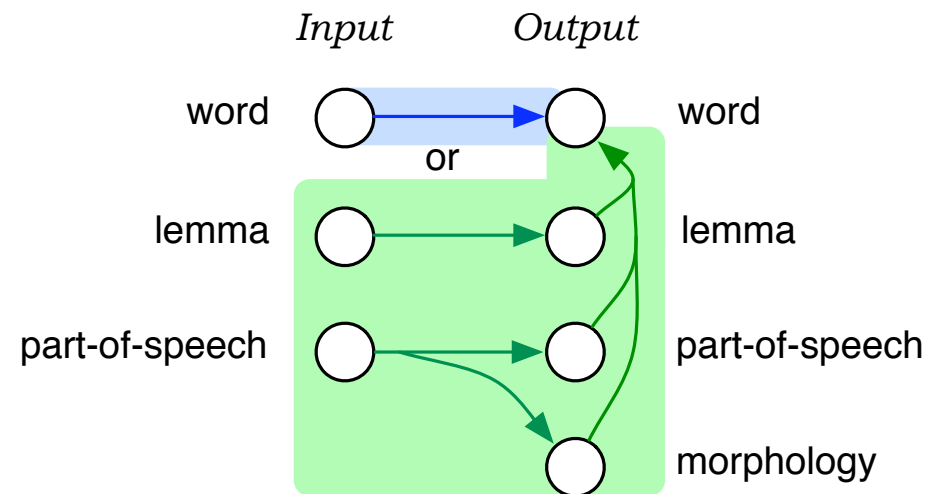 Input Output
word word
or
lemma lemma
part-of-speech part-of-speech
morphology